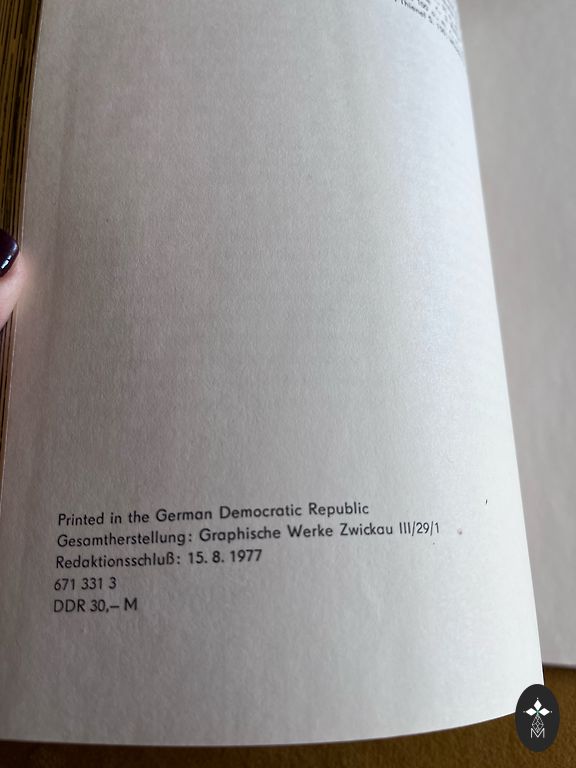 Printed in the German Democratic Republic
Gesamtherstellung: Graphische Werke Zwickau III/29/1
Redaktionsschluß: 15. 8. 1977
671 331 3
DDR 30,– M
M